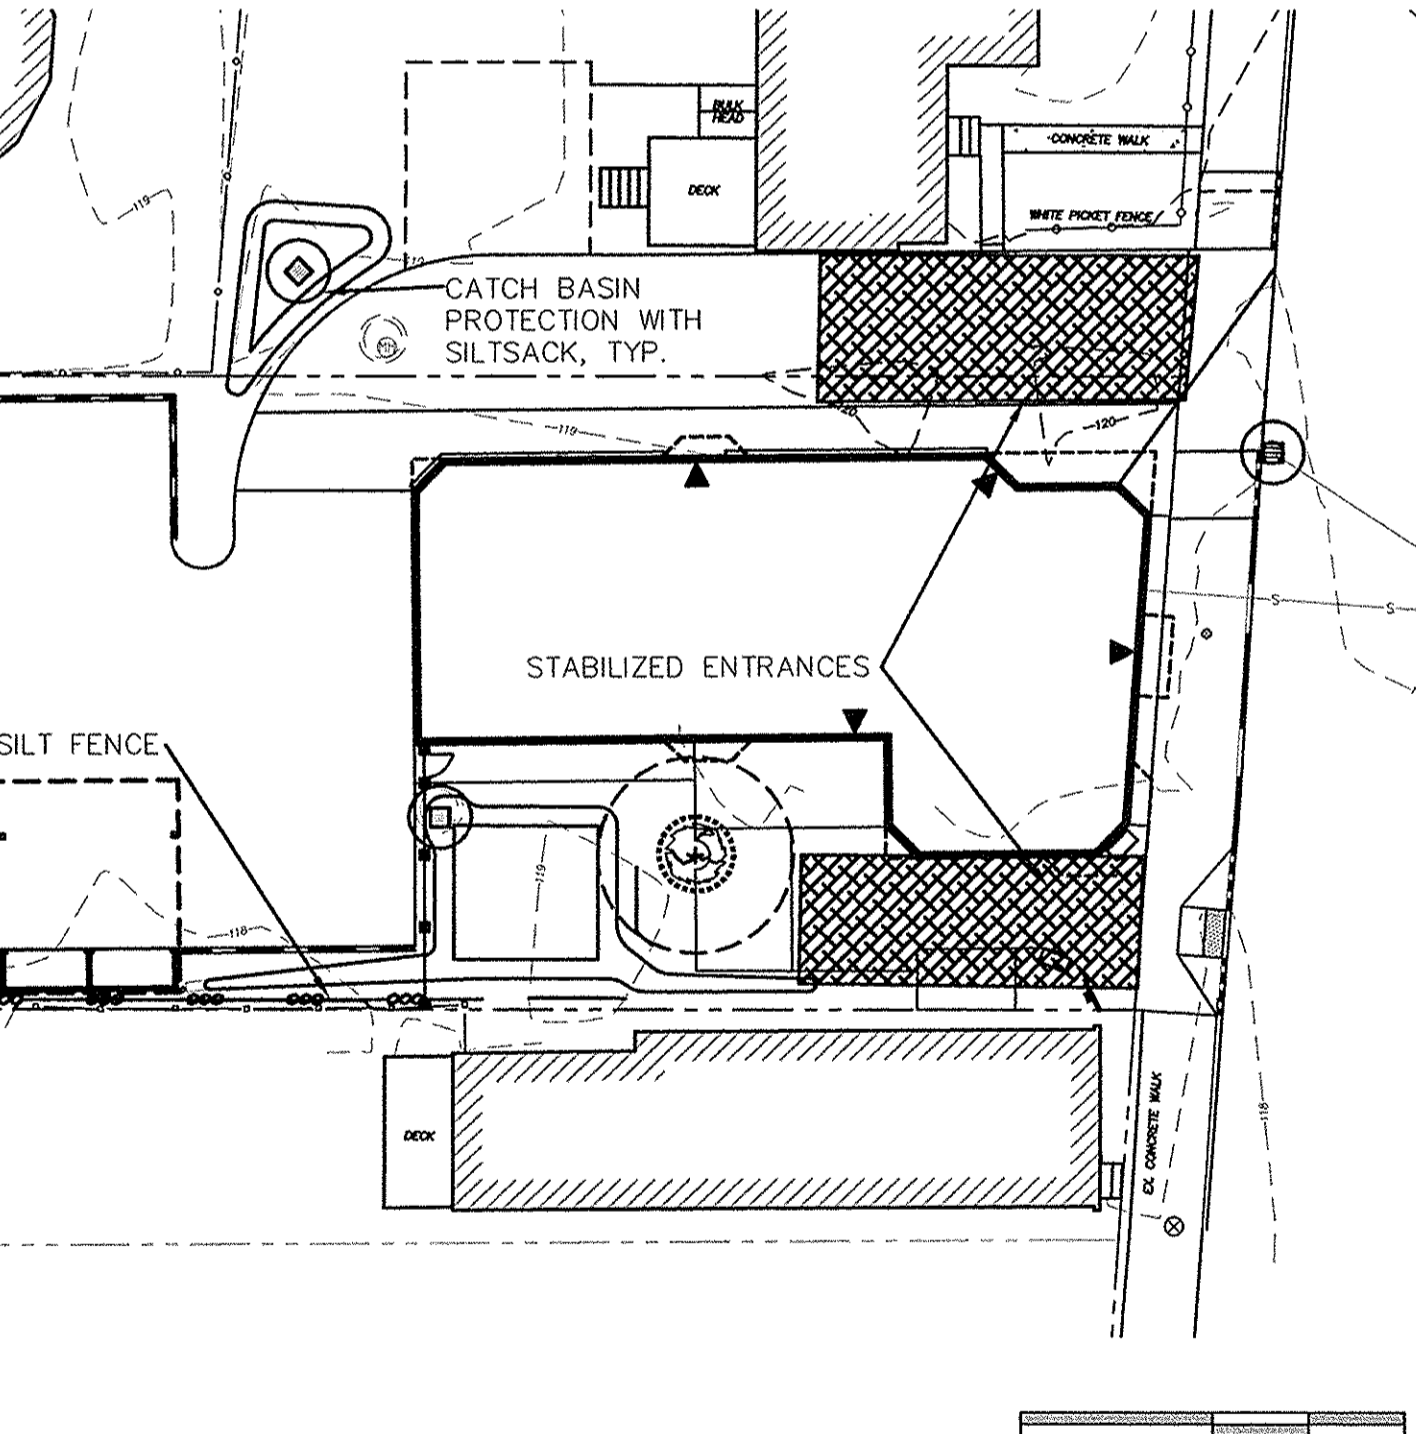 BULK
HEAD
CONCRETE WALK
DECK
119
WHITE PICKET FENCE
CATCH BASIN
PROTECTION WITH
SILTSACK, TYP.
MH
120
120
119
S
S
STABILIZED ENTRANCES
SILT FENCE
119
118
118
EX. CONCRETE WALK
DECK